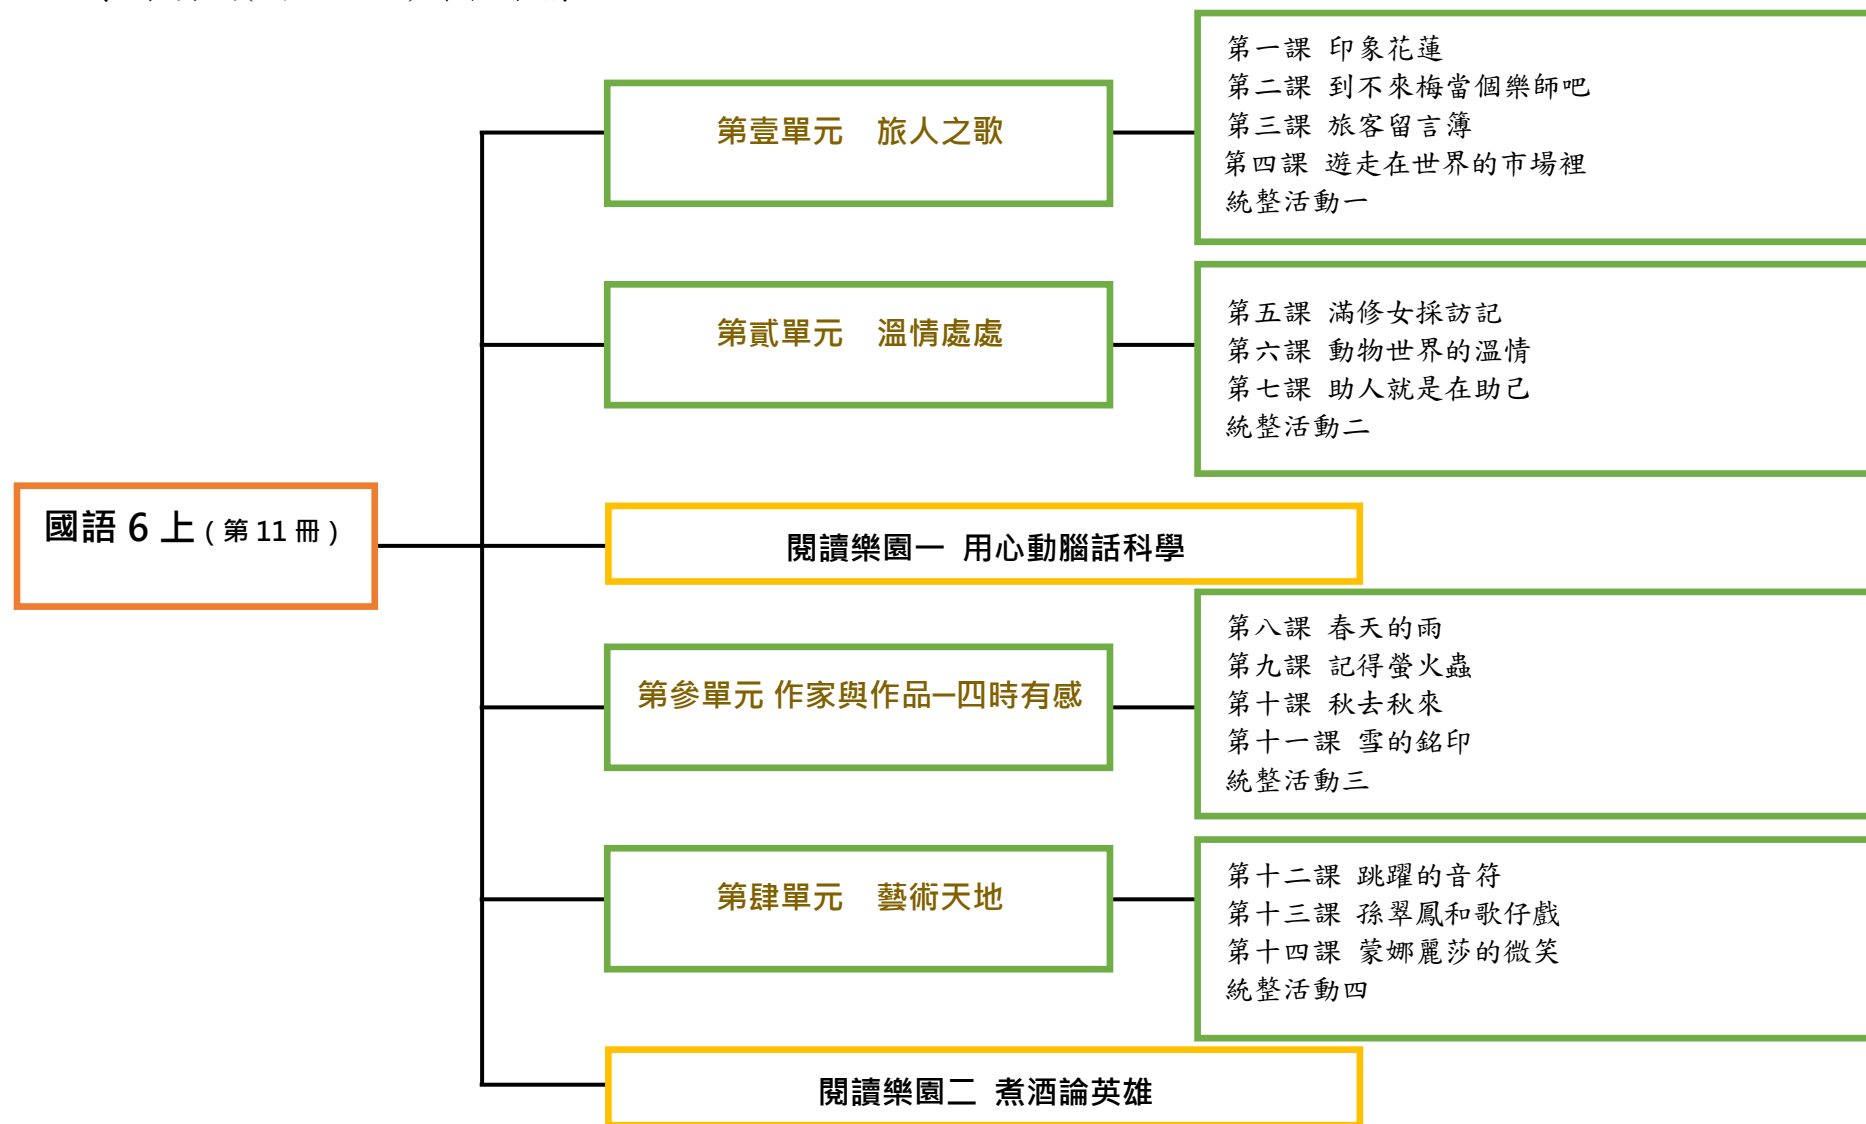 國語 6 上（第 11 冊）
第壹單元　旅人之歌
第一課 印象花蓮
第二課 到不來梅當個樂師吧
第三課 旅客留言簿
第四課 遊走在世界的市場裡
統整活動一
第貳單元　溫情處處
第五課 滿修女採訪記
第六課 動物世界的溫情
第七課 助人就是在助己
統整活動二
閱讀樂園一 用心動腦話科學
第參單元 作家與作品─四時有感
第八課 春天的雨
第九課 記得螢火蟲
第十課 秋去秋來
第十一課 雪的銘印
統整活動三
第肆單元　藝術天地
第十二課 跳躍的音符
第十三課 孫翠鳳和歌仔戲
第十四課 蒙娜麗莎的微笑
統整活動四
閱讀樂園二 煮酒論英雄